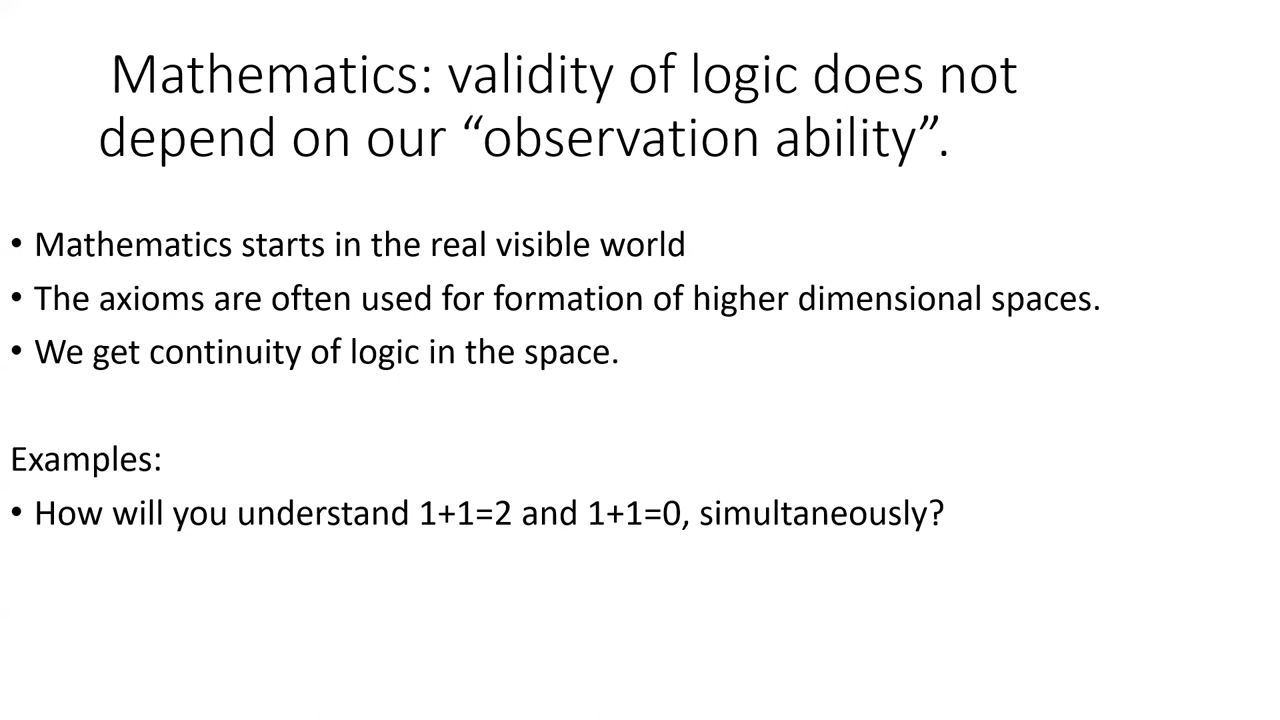 Mathematics: validity of logic does not
depend on our “observation ability”.
• Mathematics starts in the real visible world
• The axioms are often used for formation of higher dimensional spaces.
• We get continuity of logic in the space.
Examples:
• How will you understand 1+1=2 and 1+1=0, simultaneously?